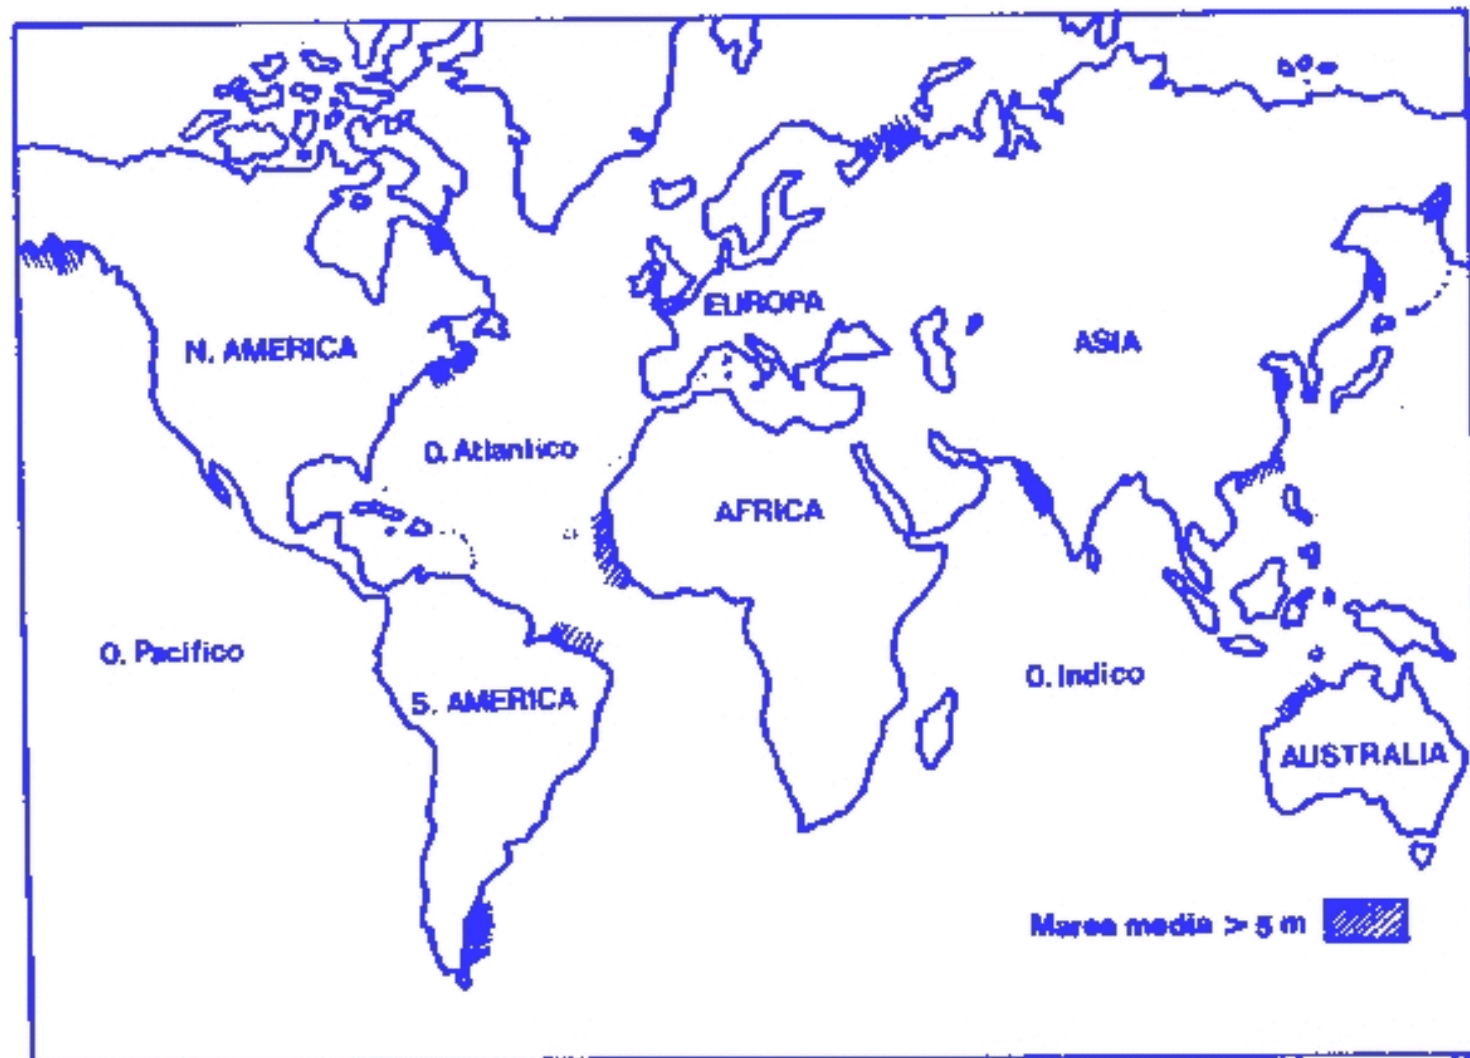 EUROPA
N. AMERICA
ASIA
O. Atlantico
AFRICA
O. Pacifico
S. AMERICA
O. Indico
AUSTRALIA
Marea media > 5 m